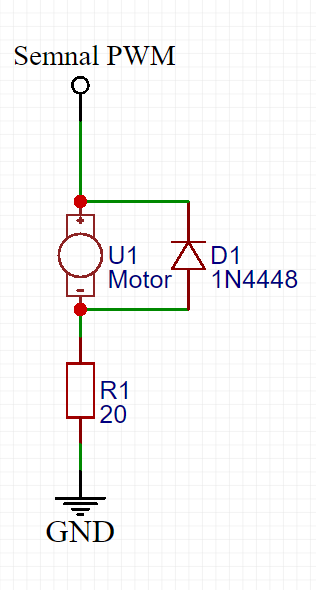 Semnal PWM
+
U1
Motor
-
D1
1N4448
R1
20
GND